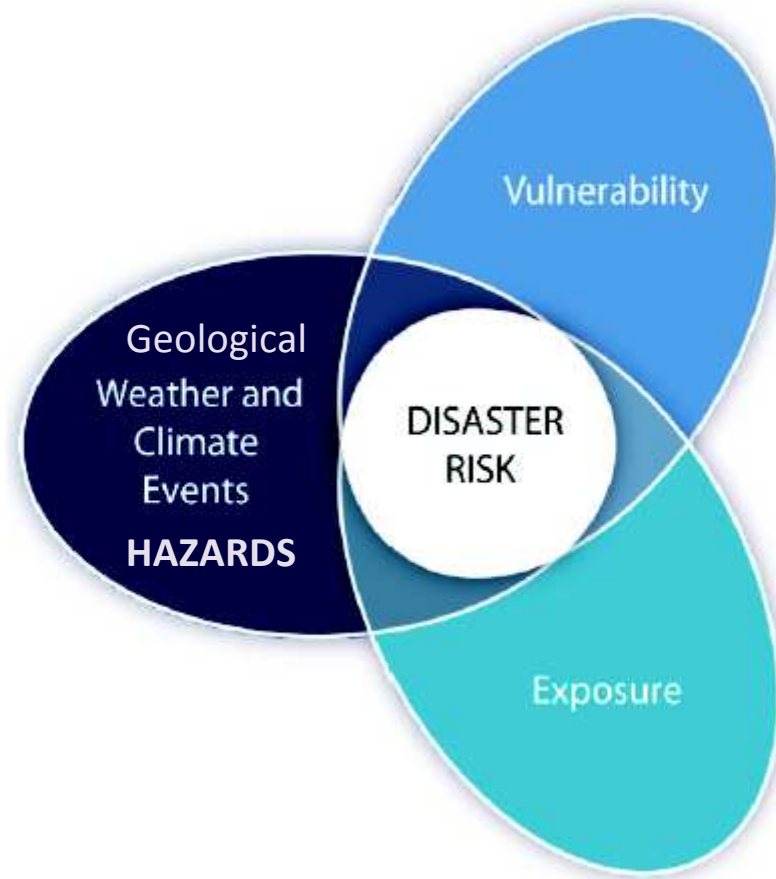 Vulnerability
Geological
Weather and
Climate
Events
HAZARDS
DISASTER
RISK
Exposure